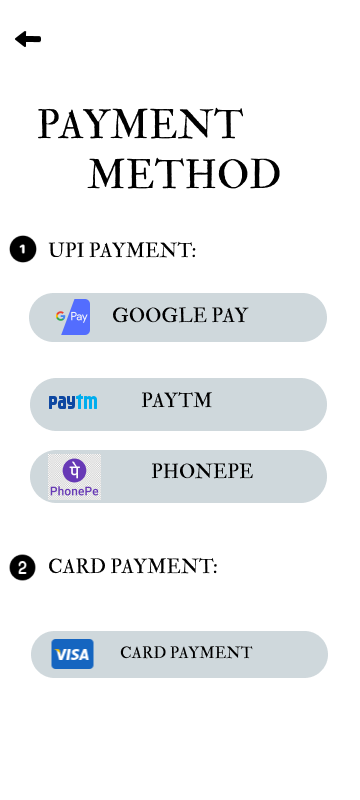 PAYMENT
METHOD
1 UPI PAYMENT:
G Pay GOOGLE PAY
paytm PAYTM
पे
PhonePe PHONEPE
2 CARD PAYMENT:
VISA CARD PAYMENT